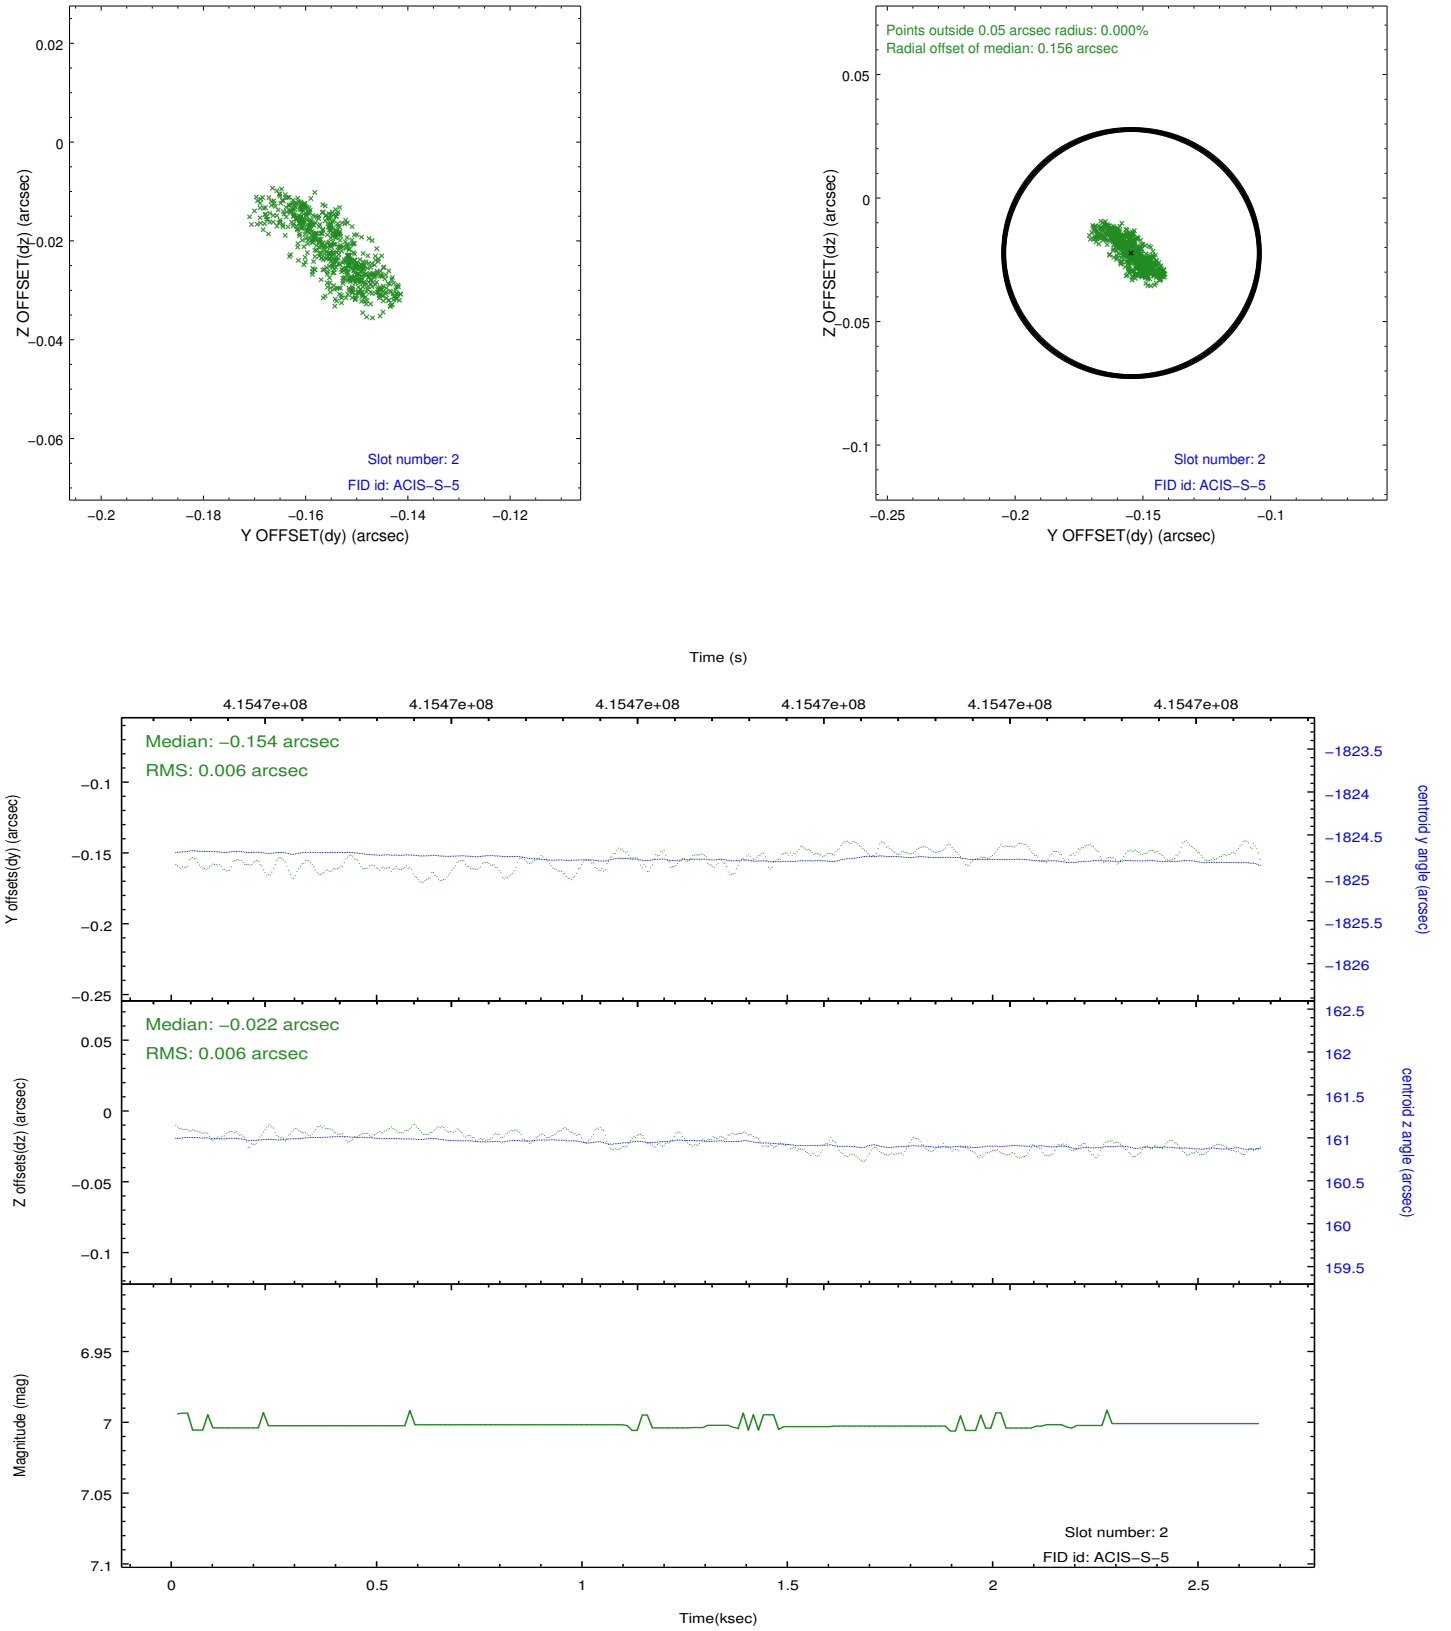 0.02
0
−0.02
−0.04
−0.06
Z OFFSET(dz) (arcsec)
Slot number: 2
FID id: ACIS−S−5
−0.2
−0.18
−0.16
−0.14
−0.12
Y OFFSET(dy) (arcsec)
Points outside 0.05 arcsec radius: 0.000%
Radial offset of median: 0.156 arcsec
0.05
0
−0.05
−0.1
Z OFFSET(dz) (arcsec)
Slot number: 2
FID id: ACIS−S−5
−0.25
−0.2
−0.15
−0.1
Y OFFSET(dy) (arcsec)
Time (s)
4.1547e+08
4.1547e+08
4.1547e+08
4.1547e+08
4.1547e+08
4.1547e+08
Median: −0.154 arcsec
RMS: 0.006 arcsec
−0.1
−0.15
−0.2
−0.25
Y offsets(dy) (arcsec)
−1823.5
−1824
−1824.5
−1825
−1825.5
−1826
centroid y angle (arcsec)
Median: −0.022 arcsec
RMS: 0.006 arcsec
0.05
0
−0.05
−0.1
Z offsets(dz) (arcsec)
162.5
162
161.5
161
160.5
160
159.5
centroid z angle (arcsec)
6.95
7
7.05
7.1
Magnitude (mag)
Slot number: 2
FID id: ACIS−S−5
0
0.5
1
1.5
2
2.5
Time(ksec)